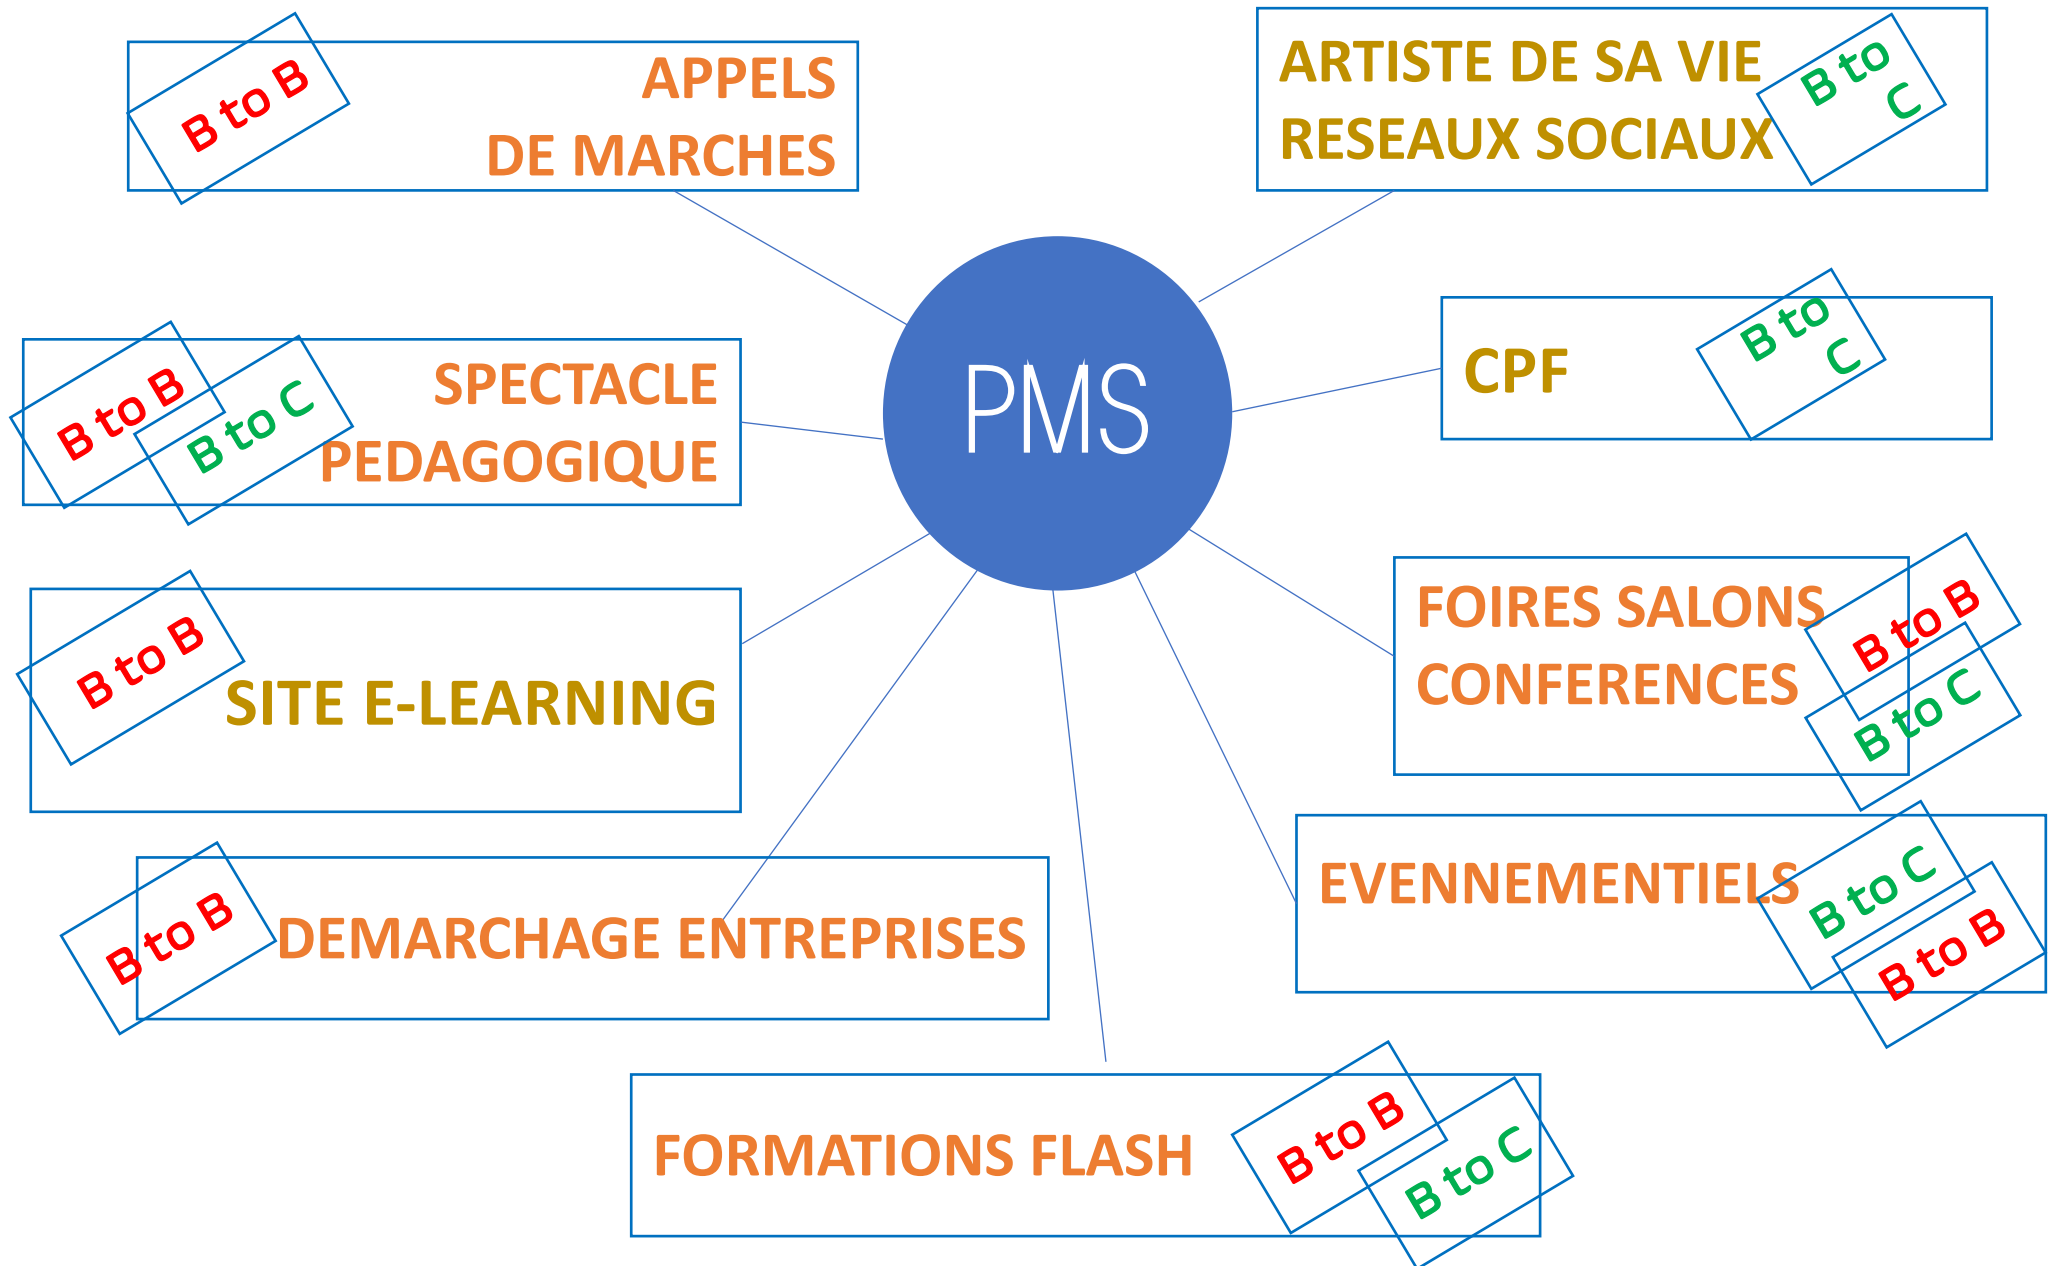 B to B
APPELS
DE MARCHES
ARTISTE DE SA VIE
RESEAUX SOCIAUX
B to
C
PMS
B to B
B to C
SPECTACLE
PEDAGOGIQUE
CPF
B to
C
B to B
SITE E-LEARNING
FOIRES SALONS
CONFERENCES
B to B
B to C
B to B
DEMARCHAGE ENTREPRISES
EVENNEMENTIELS
B to C
B to B
FORMATIONS FLASH
B to B
B to C